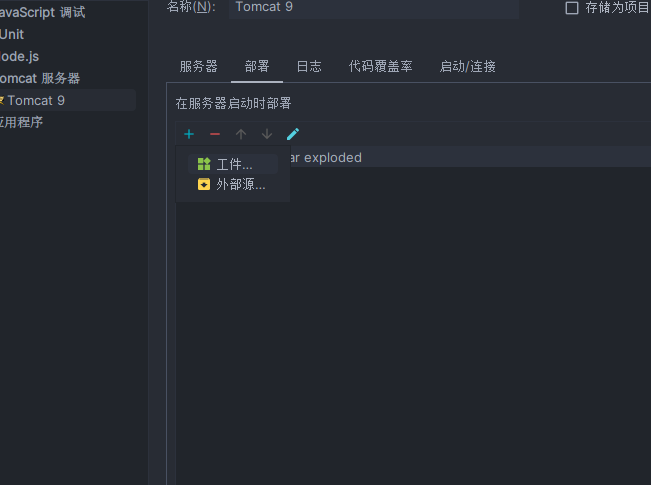 名称(N): Tomcat 9 存储为项目
avaScript 调试
Unit
ode.js
omcat 服务器
Tomcat 9
应用程序
服务器 部署 日志 代码覆盖率 启动/连接
在服务器启动时部署
ar exploded
工件...
外部源...